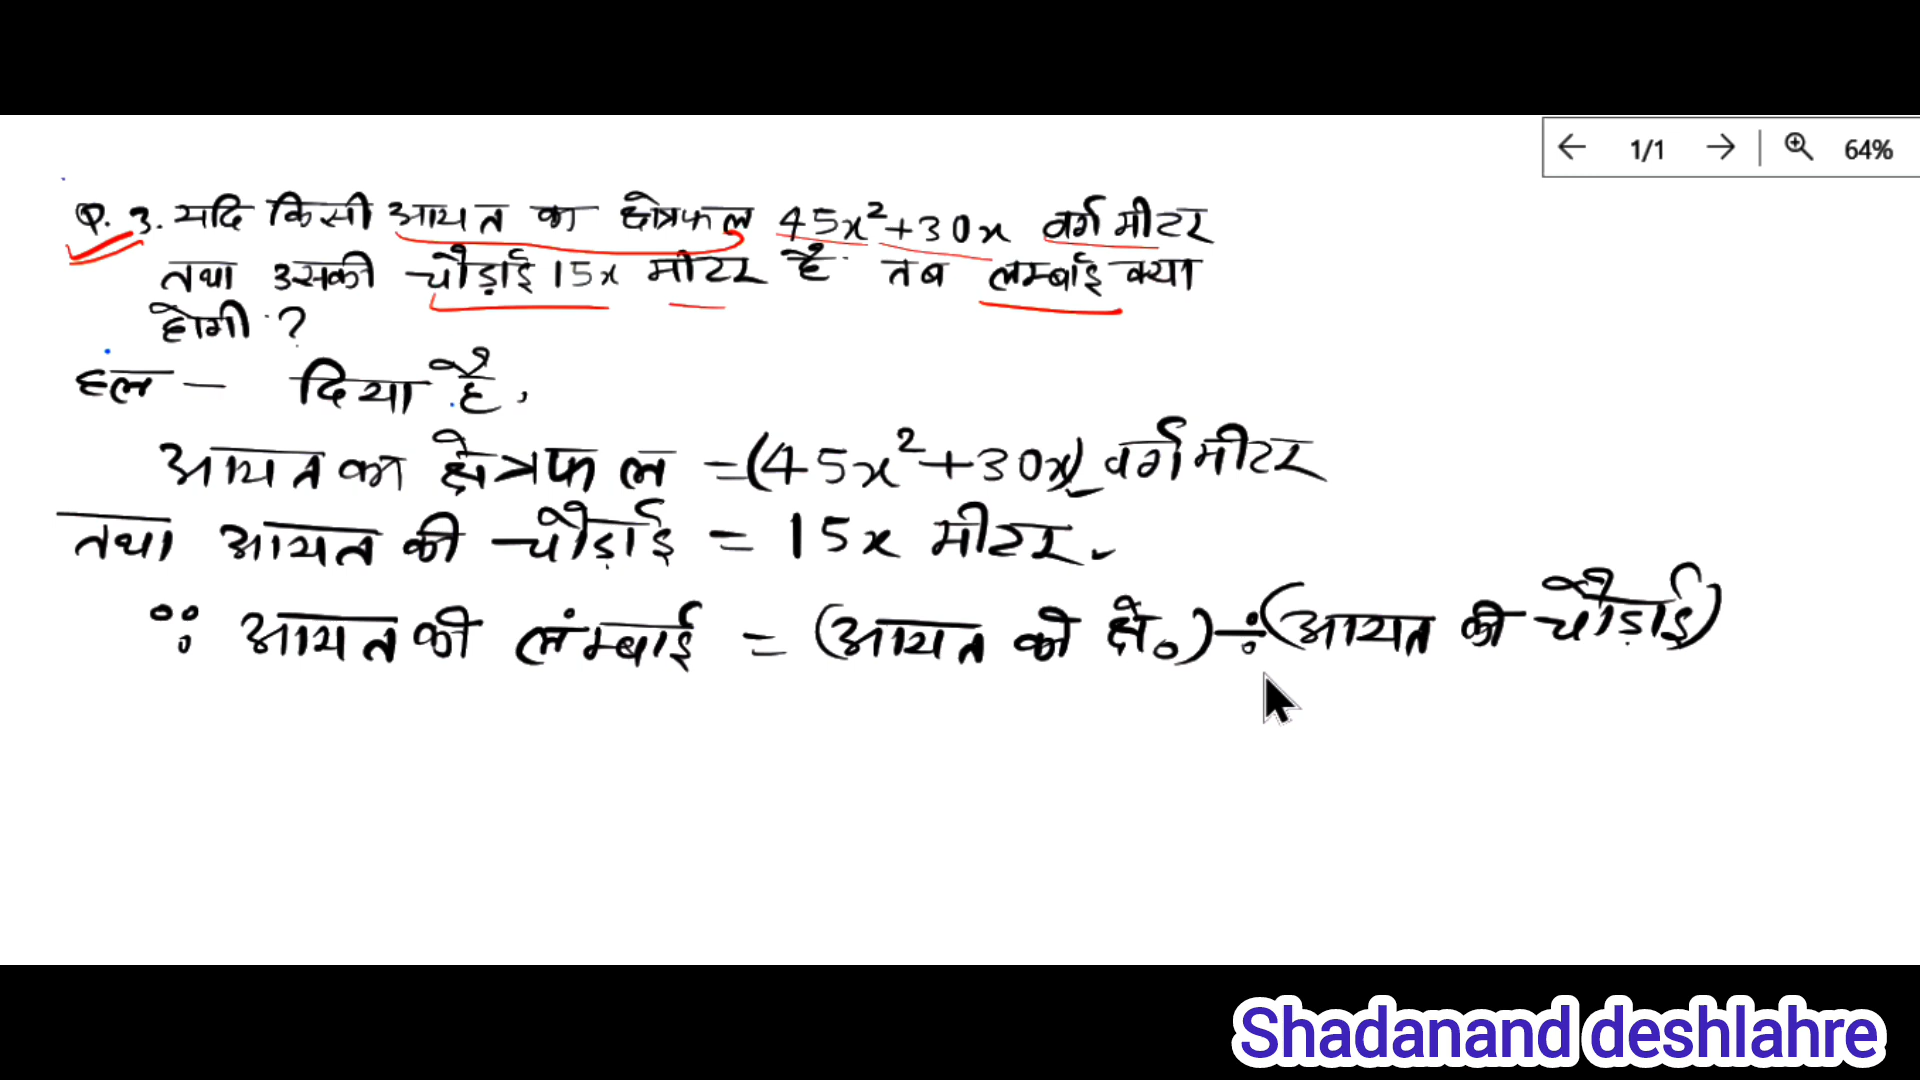 ← 1/1 → | 64%
Q. 3. यदि किसी आयत का क्षेत्रफल 45x²+30x वर्ग मीटर
तथा उसकी चौड़ाई 15x मीटर है तब लम्बाई क्या
होगी ?
हल — दिया है,
आयत का क्षेत्रफल =(45x²+30x) वर्ग मीटर
तथा आयत की चौड़ाई = 15x मीटर.
∵ आयत की लंम्बाई = (आयत को क्षे०)÷(आयत की चौड़ाई)
Shadanand deshlahre